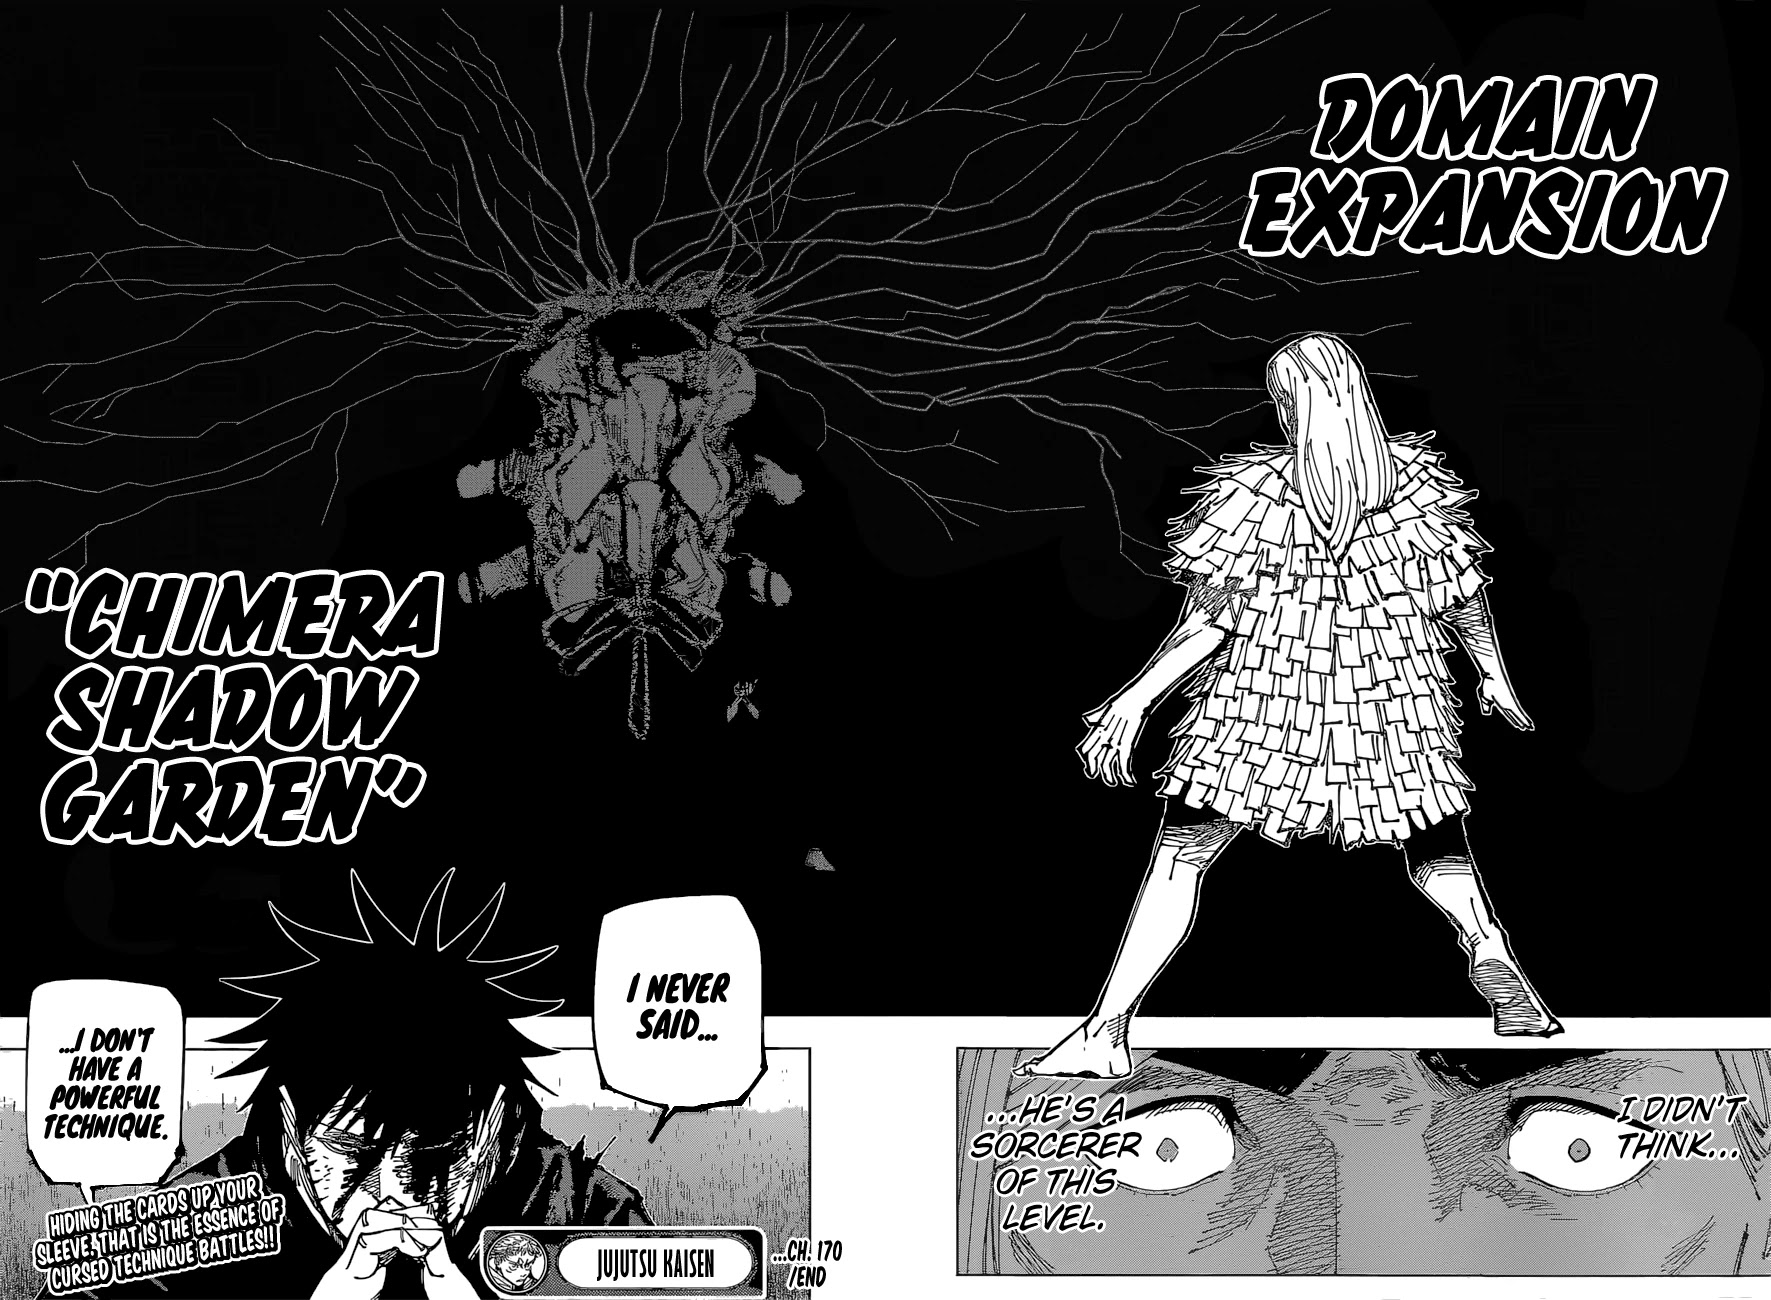 DOMAIN
EXPANSION
"CHIMERA
SHADOW
GARDEN"
I DIDN'T
THINK...
...HE'S A
SORCERER
OF THIS
LEVEL.
I NEVER
SAID...
...I DON'T
HAVE A
POWERFUL
TECHNIQUE.
HIDING THE CARDS UP YOUR
SLEEVE. THAT IS THE ESSENCE OF
CURSED TECHNIQUE BATTLES!!
JUJUTSU KAISEN
...CH. 170
/END